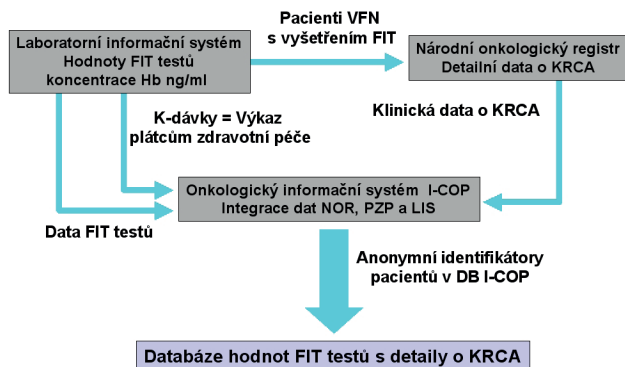 Pacienti VFN
s vyšetřením FIT
Laboratorní informační systém
Hodnoty FIT testů
koncentrace Hb ng/ml
Národní onkologický registr
Detailní data o KRCA
K-dávky = Výkaz
plátcům zdravotní péče
Klinická data o KRCA
Onkologický informační systém I-COP
Integrace dat NOR, PZP a LIS
Data FIT testů
Anonymní identifikátory
pacientů v DB I-COP
Databáze hodnot FIT testů s detaily o KRCA